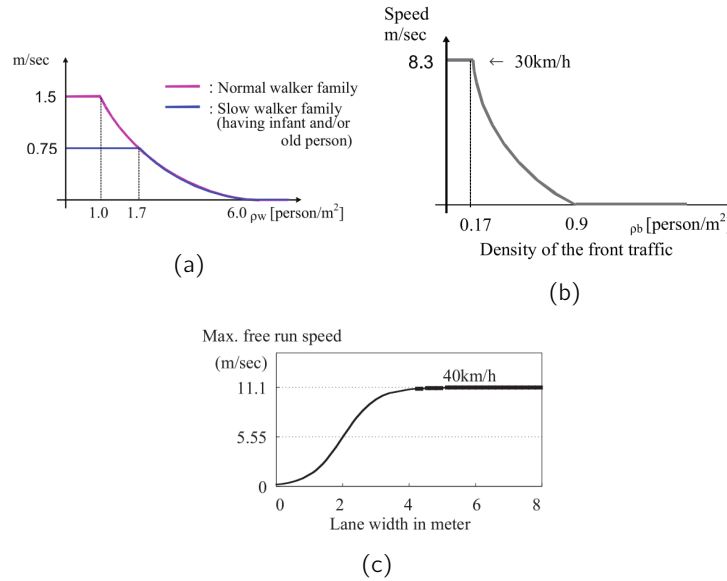 m/sec
1.5
0.75
: Normal walker family
: Slow walker family
(having infant and/or
old person)
1.0 1.7 6.0 ρw [person/m²]
(a)
Speed
m/sec
8.3
← 30km/h
0.17 0.9 ρb [person/m²]
Density of the front traffic
(b)
Max. free run speed
(m/sec)
40km/h
11.1
5.55
0
0 2 4 6 8
Lane width in meter
(c)